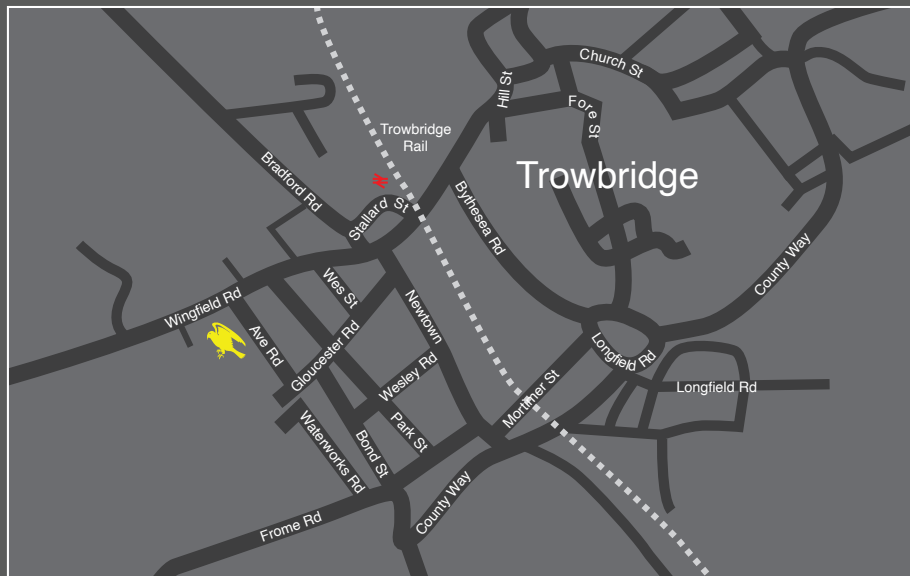 Church St
Hill St
Fore St
Trowbridge
Rail
Bradford Rd
Trowbridge
Stallard St
Bythesea Rd
County Way
Wes St
Wingfield Rd
Newtown
Ave Rd
Gloucester Rd
Longfield Rd
Wesley Rd
Longfield Rd
Mortimer St
Park St
Waterworks Rd
Bond St
County Way
Frome Rd